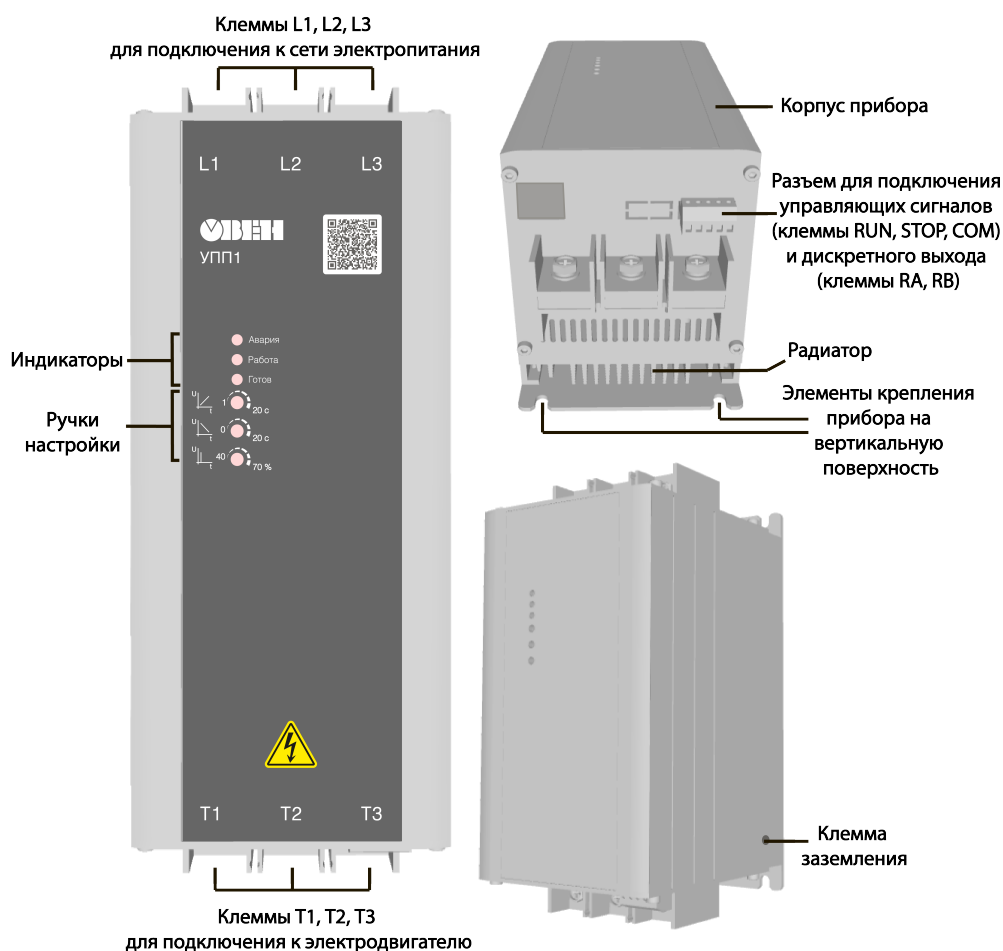 Клеммы L1, L2, L3
для подключения к сети электропитания
L1 L2 L3
ОВЕН
УПП1
Индикаторы
Авария
Работа
Готов
Ручки
настройки
U
t
1
20 с
U
t
0
20 с
U
t
40
70 %
T1 T2 T3
Клеммы T1, T2, T3
для подключения к электродвигателю
Корпус прибора
Разъем для подключения
управляющих сигналов
(клеммы RUN, STOP, COM)
и дискретного выхода
(клеммы RA, RB)
Радиатор
Элементы крепления
прибора на
вертикальную
поверхность
Клемма
заземления